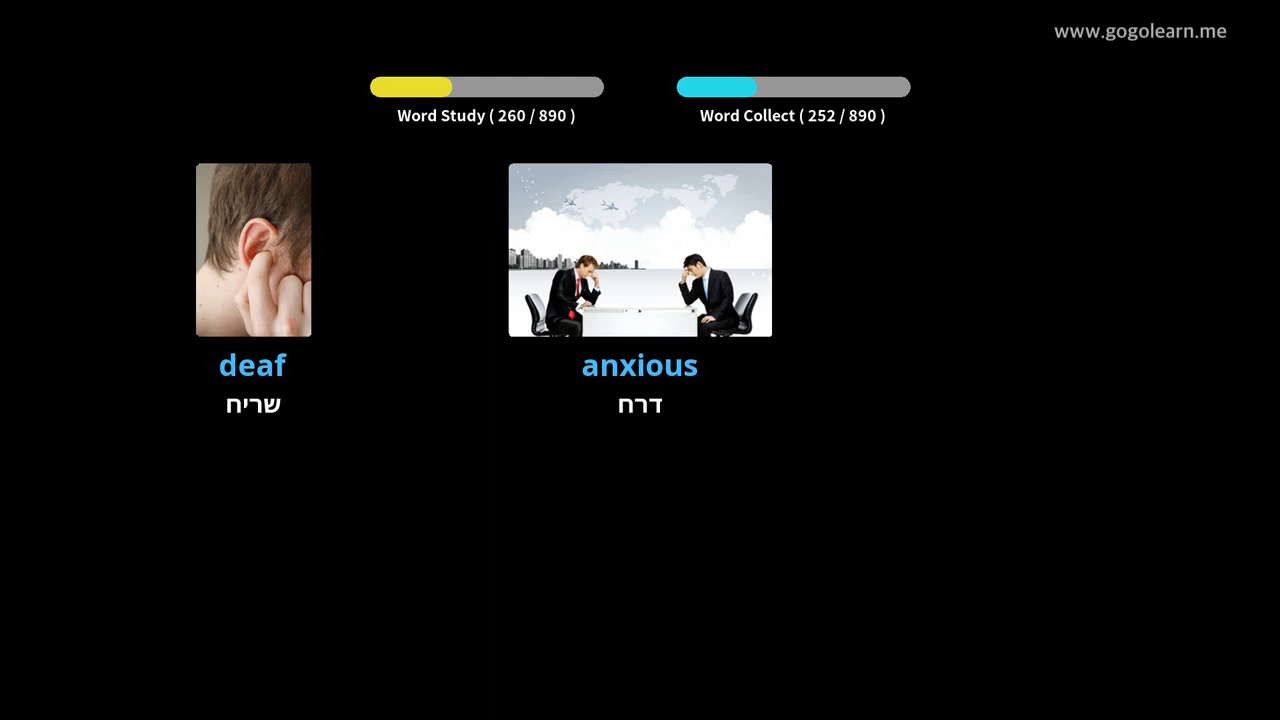 www.gogolearn.me
Word Study ( 260 / 890 )
Word Collect ( 252 / 890 )
deaf
שריח
anxious
דרח